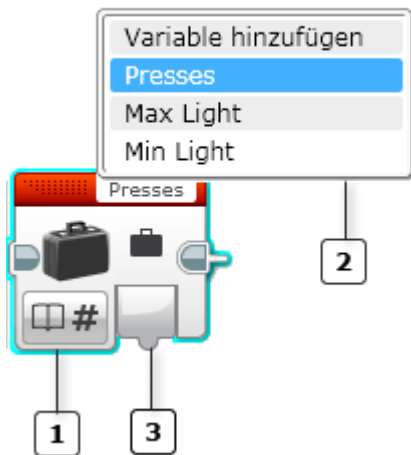 Variable hinzufügen
Presses
Max Light
Min Light
Presses
2
#
1
3